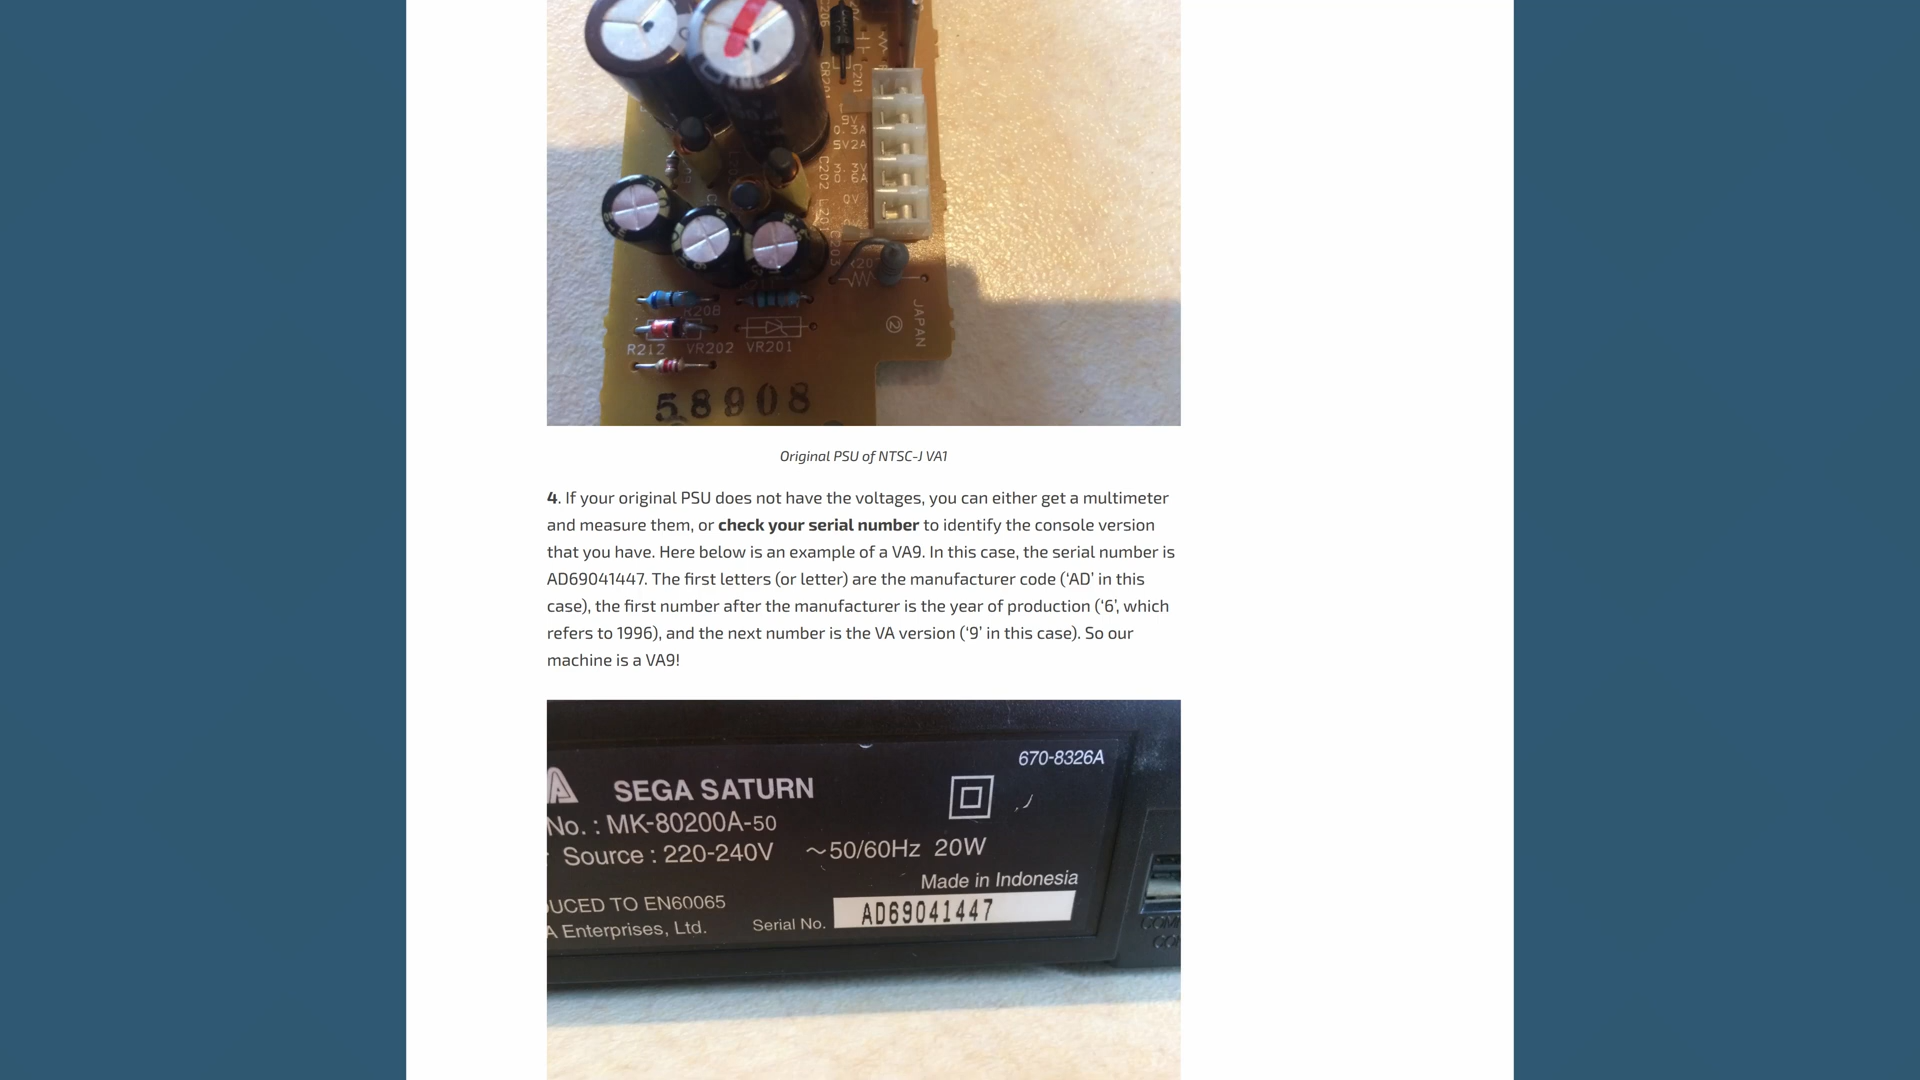 9V
0.3A
5V2A
3.3V
0.6A
0V
C201
C202
L201
R208
R212 VR202 VR201
JAPAN
2
58908
Original PSU of NTSC-J VA1
4. If your original PSU does not have the voltages, you can either get a multimeter
and measure them, or check your serial number to identify the console version
that you have. Here below is an example of a VA9. In this case, the serial number is
AD69041447. The first letters (or letter) are the manufacturer code (‘AD’ in this
case), the first number after the manufacturer is the year of production (‘6’, which
refers to 1996), and the next number is the VA version (‘9’ in this case). So our
machine is a VA9!
670-8326A
SEGA SATURN
No. : MK-80200A-50
Source : 220-240V ～50/60Hz 20W
Made in Indonesia
UCED TO EN60065
A Enterprises, Ltd.
Serial No. AD69041447